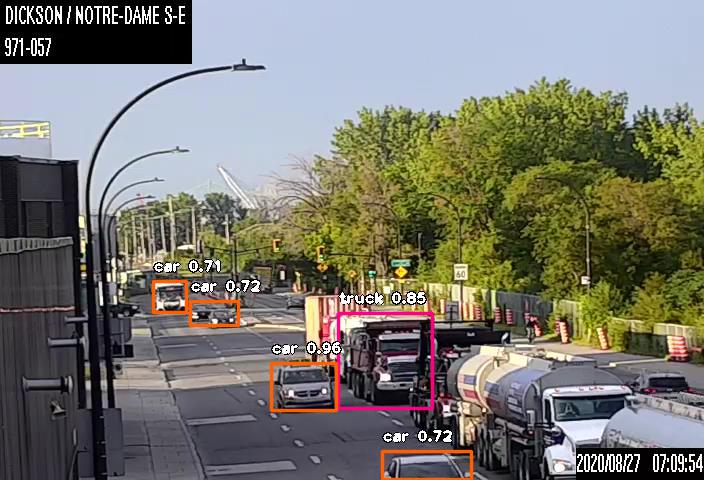 DICKSON / NOTRE-DAME S-E
971-057
car 0.71
car 0.72
truck 0.85
car 0.96
60
car 0.72
2020/08/27 07:09:54